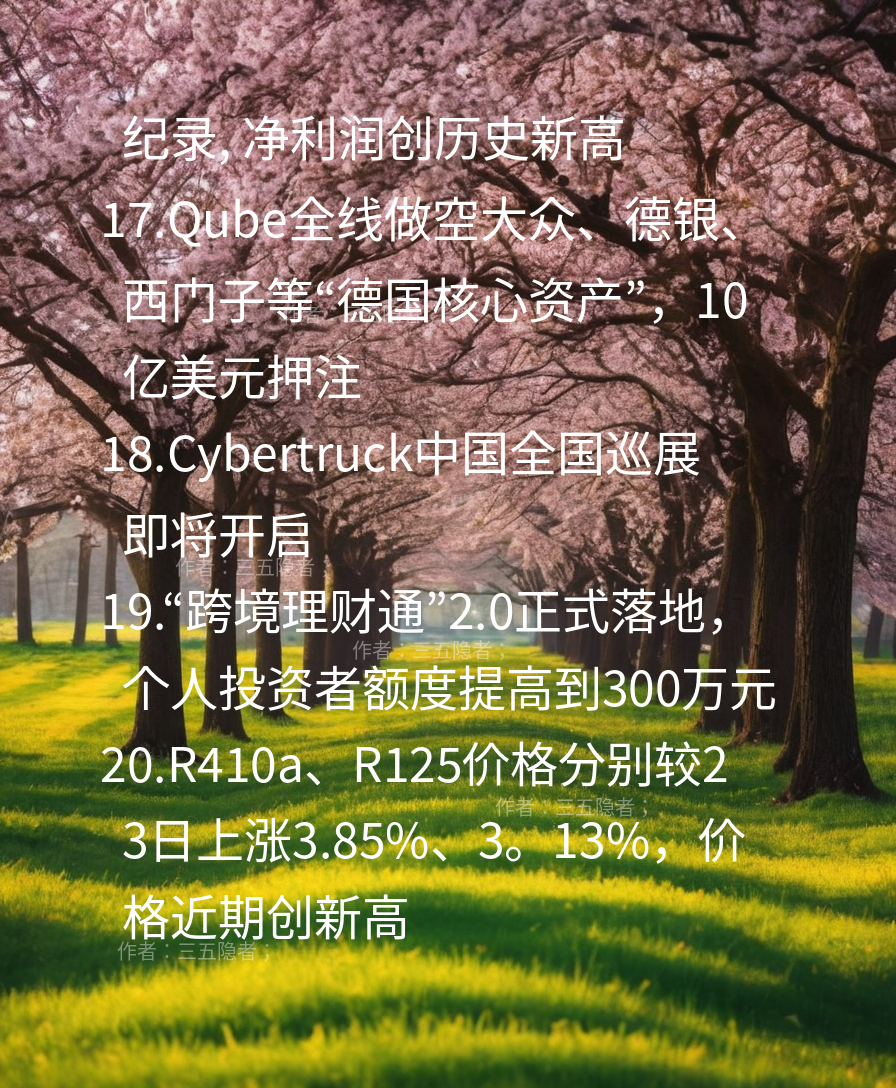 纪录, 净利润创历史新高
17.Qube全线做空大众、德银、
西门子等“德国核心资产”，10
亿美元押注
18.Cybertruck中国全国巡展
即将开启
作者：三五隐者；
19.“跨境理财通”2.0正式落地，
作者：三五隐者；
个人投资者额度提高到300万元
20.R410a、R125价格分别较2
作者：三五隐者；
3日上涨3.85%、3。13%，价
格近期创新高
作者：三五隐者；